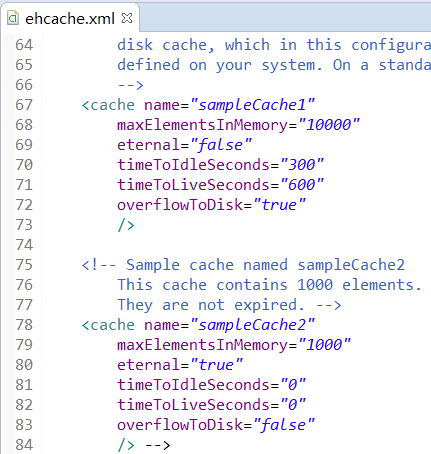 ehcache.xml
64 disk cache, which in this configura
65 defined on your system. On a standa
66 -->
67 <cache name="sampleCache1"
68 maxElementsInMemory="10000"
69 eternal="false"
70 timeToIdleSeconds="300"
71 timeToLiveSeconds="600"
72 overflowToDisk="true"
73 />
74
75 <!-- Sample cache named sampleCache2
76 This cache contains 1000 elements.
77 They are not expired. -->
78 <cache name="sampleCache2"
79 maxElementsInMemory="1000"
80 eternal="true"
81 timeToIdleSeconds="0"
82 timeToLiveSeconds="0"
83 overflowToDisk="false"
84 /> -->